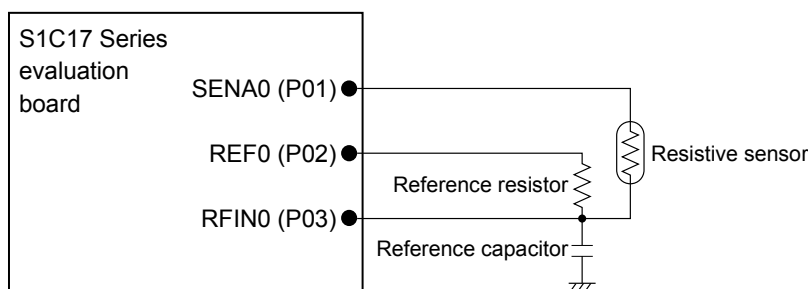 S1C17 Series
evaluation
board
SENA0 (P01)
REF0 (P02)
RFIN0 (P03)
Resistive sensor
Reference resistor
Reference capacitor